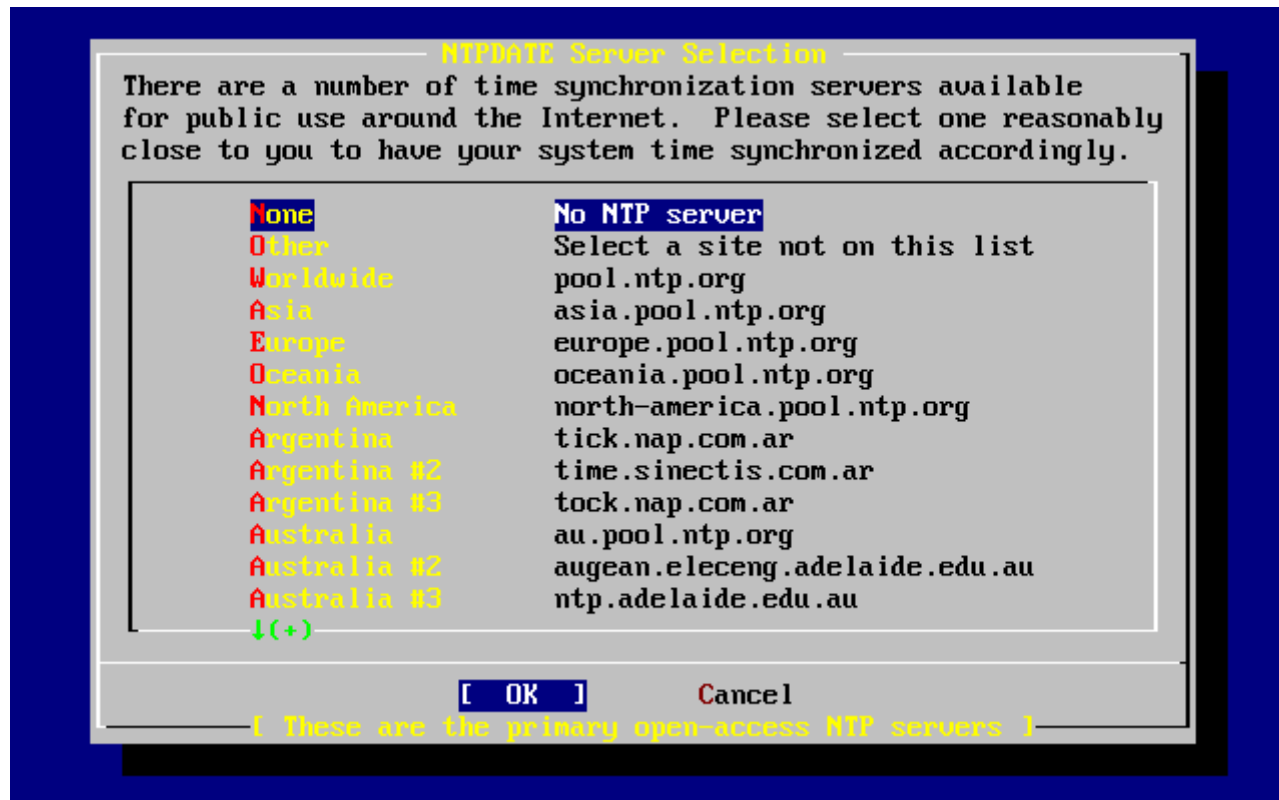 NTPDATE Server Selection
There are a number of time synchronization servers available
for public use around the Internet.  Please select one reasonably
close to you to have your system time synchronized accordingly.
None No NTP server
Other Select a site not on this list
Worldwide pool.ntp.org
Asia asia.pool.ntp.org
Europe europe.pool.ntp.org
Oceania oceania.pool.ntp.org
North America north-america.pool.ntp.org
Argentina tick.nap.com.ar
Argentina #2 time.sinectis.com.ar
Argentina #3 tock.nap.com.ar
Australia au.pool.ntp.org
Australia #2 augean.eleceng.adelaide.edu.au
Australia #3 ntp.adelaide.edu.au
↓(+)
[ OK ] Cancel
[ These are the primary open-access NTP servers ]